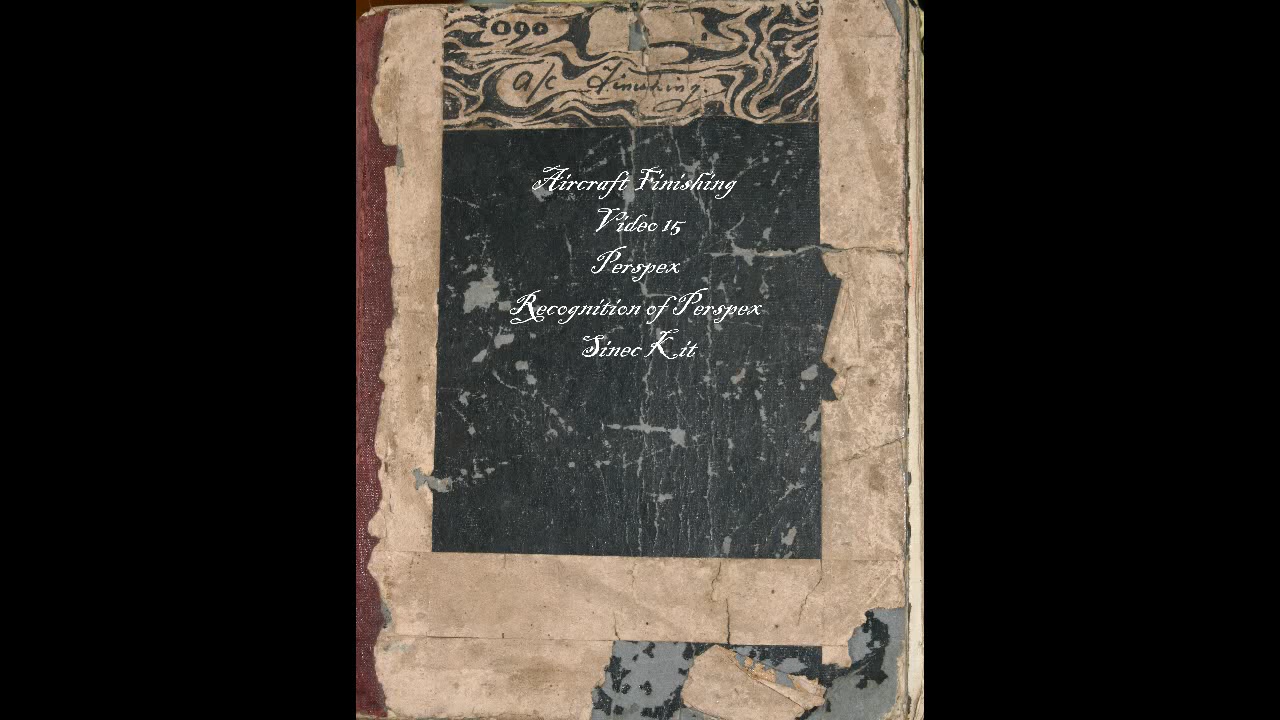 090
a/c Finishing.
Aircraft Finishing
Video 15
Perspex
Recognition of Perspex
Sinec Kit